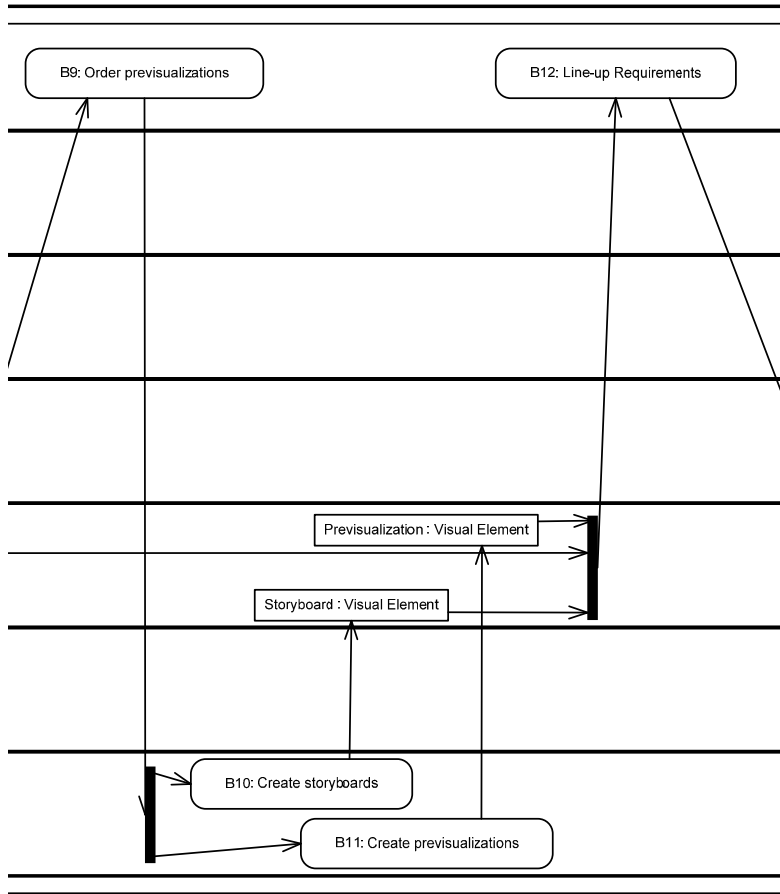 B9: Order previsualizations
B12: Line-up Requirements
Previsualization : Visual Element
Storyboard : Visual Element
B10: Create storyboards
B11: Create previsualizations